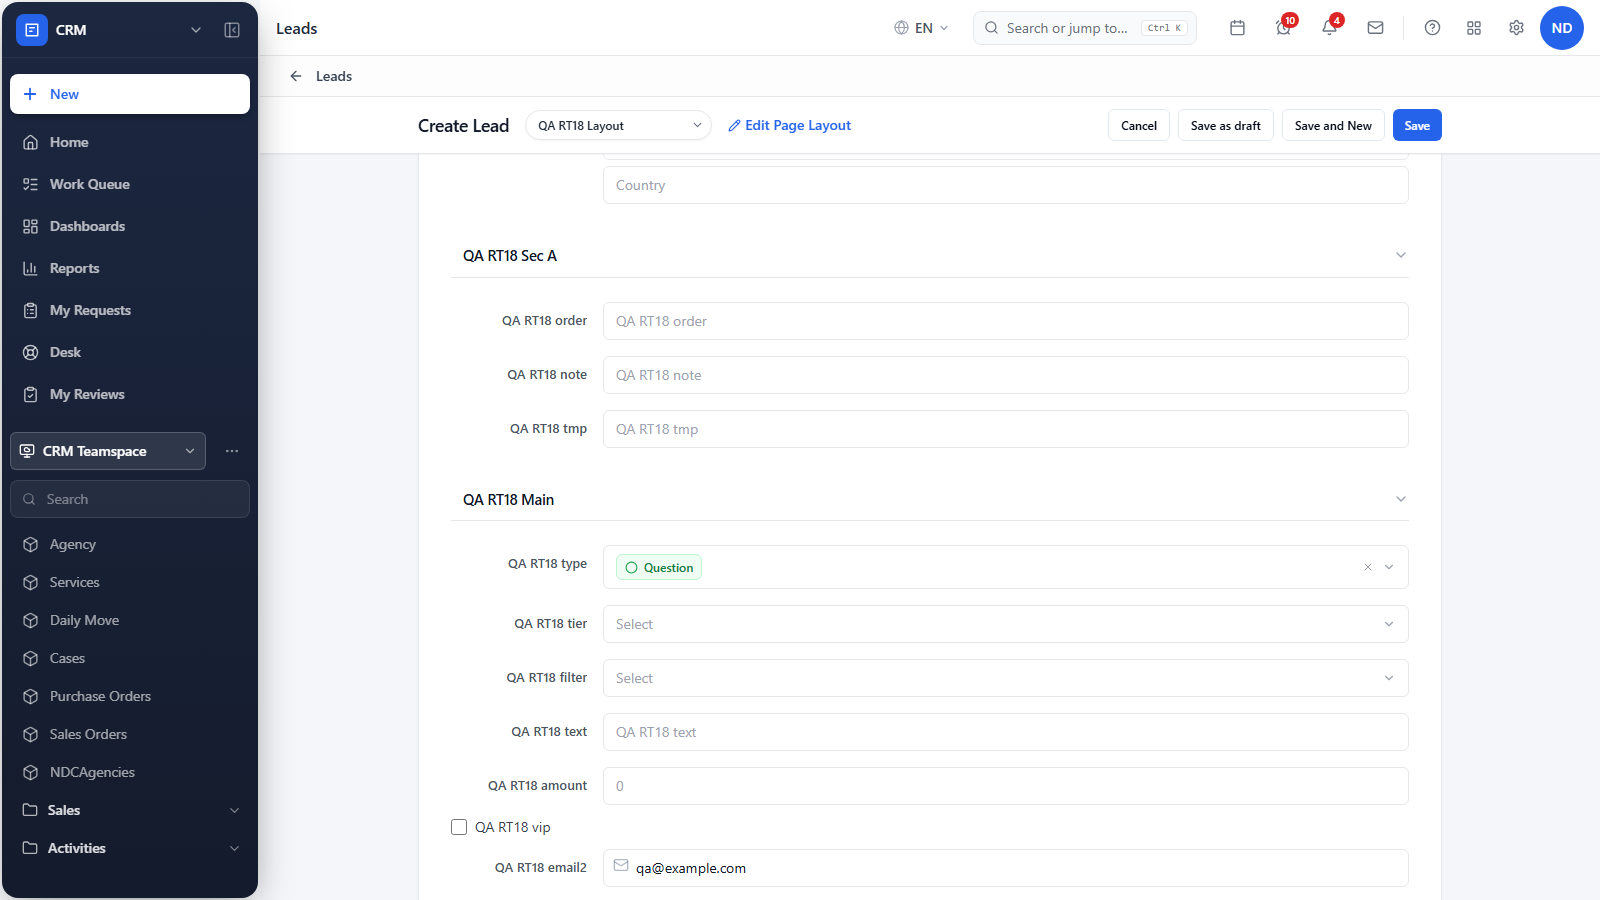 CRM
Leads
EN
Search or jump to...
Ctrl K
10
4
ND
Leads
New
Home
Work Queue
Dashboards
Reports
My Requests
Desk
My Reviews
CRM Teamspace
Search
Agency
Services
Daily Move
Cases
Purchase Orders
Sales Orders
NDCAgencies
Sales
Activities
Create Lead
QA RT18 Layout
Edit Page Layout
Cancel
Save as draft
Save and New
Save
Country
QA RT18 Sec A
QA RT18 order
QA RT18 order
QA RT18 note
QA RT18 note
QA RT18 tmp
QA RT18 tmp
QA RT18 Main
QA RT18 type
Question
QA RT18 tier
Select
QA RT18 filter
Select
QA RT18 text
QA RT18 text
QA RT18 amount
0
QA RT18 vip
QA RT18 email2
qa@example.com